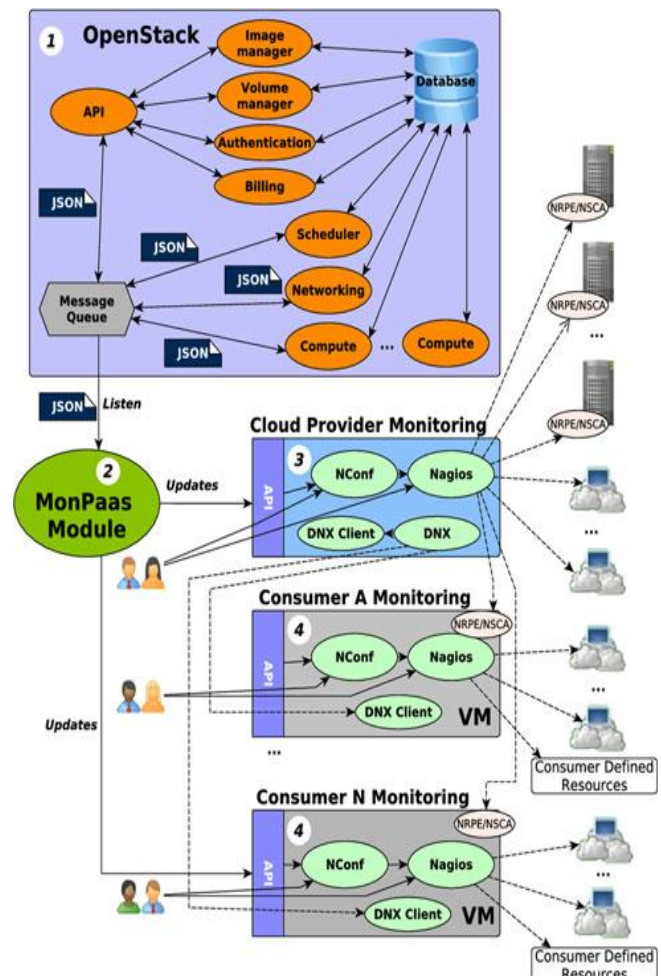 1
OpenStack
Image
manager
Volume
manager
API
Authentication
Billing
Database
JSON
JSON
Scheduler
JSON
Networking
Message
Queue
JSON
Compute
...
Compute
JSON
Listen
NRPE/NSCA
NRPE/NSCA
...
NRPE/NSCA
2
MonPaas
Module
Updates
Cloud Provider Monitoring
API
3
NConf
Nagios
DNX Client
DNX
...
Consumer A Monitoring
NRPE/NSCA
API
4
NConf
Nagios
DNX Client
VM
...
Consumer Defined
Resources
Updates
...
Consumer N Monitoring
NRPE/NSCA
API
4
NConf
Nagios
DNX Client
VM
...
Consumer Defined
Resources